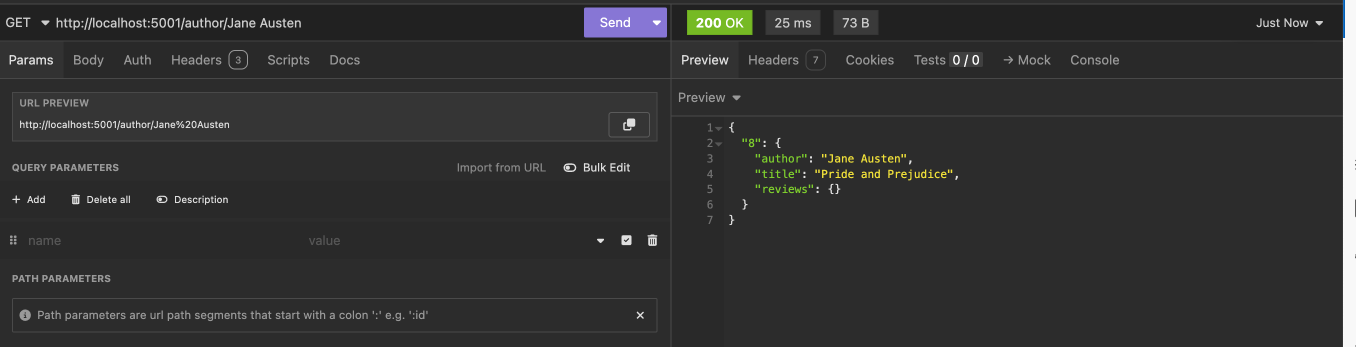 GET http://localhost:5001/author/Jane Austen Send
Params Body Auth Headers 3 Scripts Docs
URL PREVIEW
http://localhost:5001/author/Jane%20Austen
QUERY PARAMETERS Import from URL Bulk Edit
+ Add Delete all Description
name value
PATH PARAMETERS
Path parameters are url path segments that start with a colon ':' e.g. ':id'
200 OK 25 ms 73 B Just Now
Preview Headers 7 Cookies Tests 0 / 0 → Mock Console
Preview
1 {
2 "8": {
3 "author": "Jane Austen",
4 "title": "Pride and Prejudice",
5 "reviews": {}
6 }
7 }